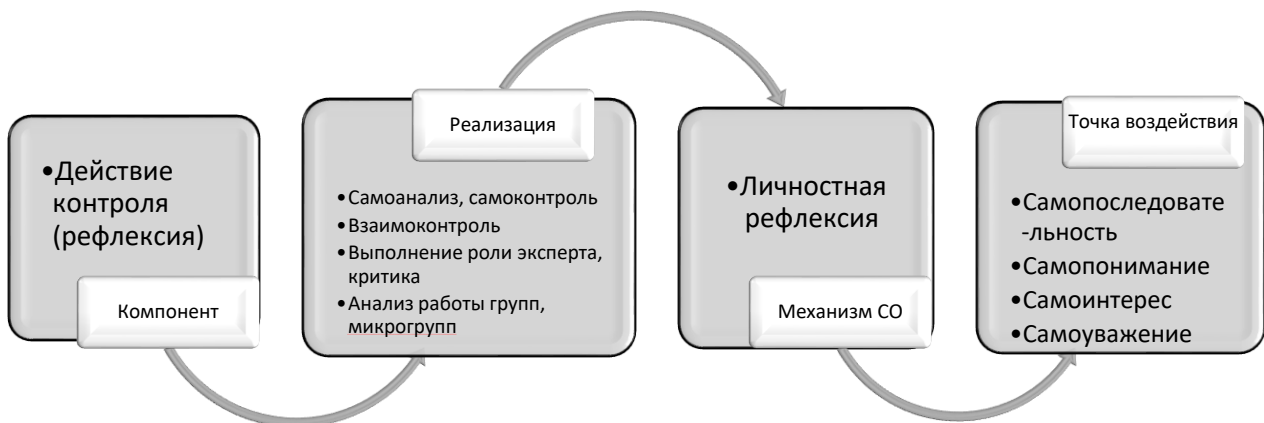 •Действие
контроля
(рефлексия)
Компонент
Реализация
•Самоанализ, самоконтроль
•Взаимоконтроль
•Выполнение роли эксперта,
критика
•Анализ работы групп,
микрогрупп
•Личностная
рефлексия
Механизм СО
Точка воздействия
•Самопоследовате
-льность
•Самопонимание
•Самоинтерес
•Самоуважение